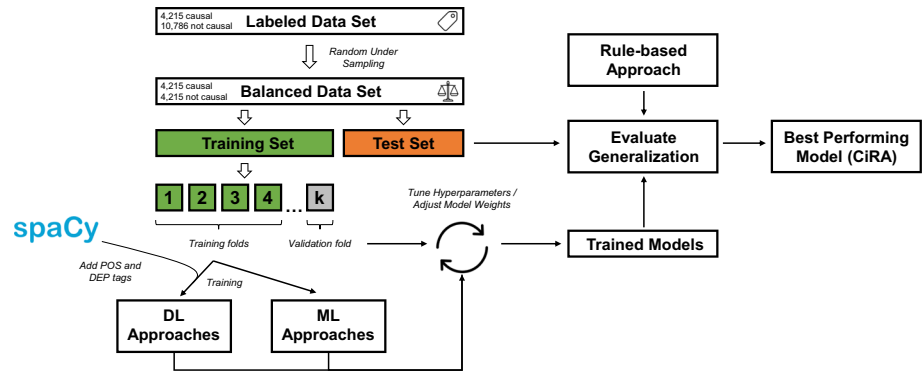 4,215 causal
10,786 not causal
Labeled Data Set
Random Under
Sampling
4,215 causal
4,215 not causal
Balanced Data Set
Training Set
Test Set
Rule-based
Approach
Evaluate
Generalization
Best Performing
Model (CiRA)
1 2 3 4 ... k
Training folds
Validation fold
Tune Hyperparameters /
Adjust Model Weights
Trained Models
spaCy
Add POS and
DEP tags
Training
DL
Approaches
ML
Approaches